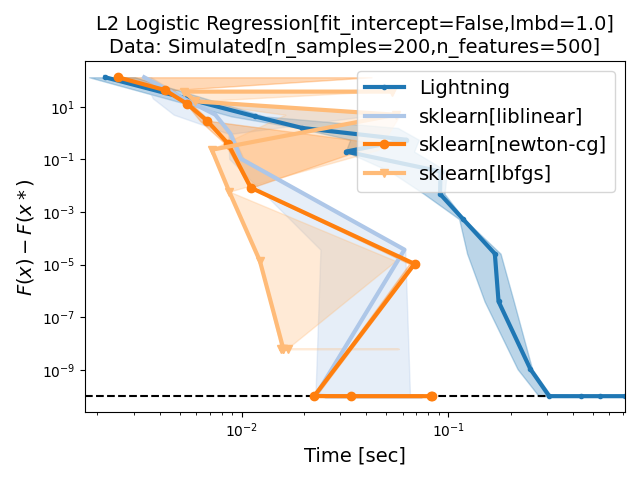 L2 Logistic Regression[fit_intercept=False,lmbd=1.0]
Data: Simulated[n_samples=200,n_features=500]
F(x) − F(x*)
10¹
10⁻¹
10⁻³
10⁻⁵
10⁻⁷
10⁻⁹
Lightning
sklearn[liblinear]
sklearn[newton-cg]
sklearn[lbfgs]
10⁻² 10⁻¹
Time [sec]